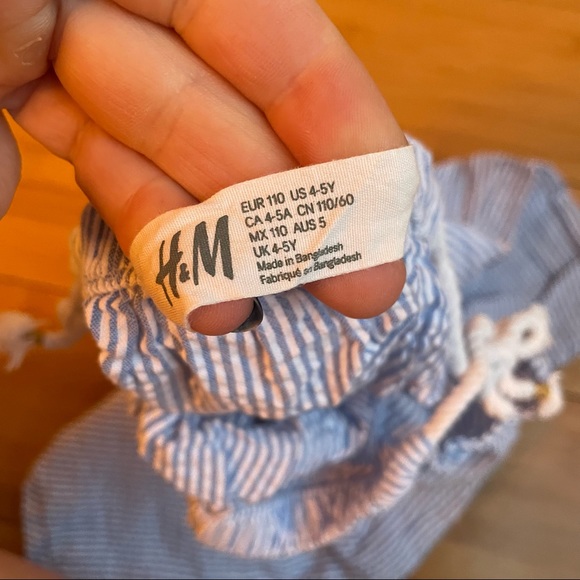 H&M
EUR 110 US 4-5Y
CA 4-5A CN 110/60
MX 110 AUS 5
UK 4-5Y
Made in Bangladesh
Fabriqué en Bangladesh